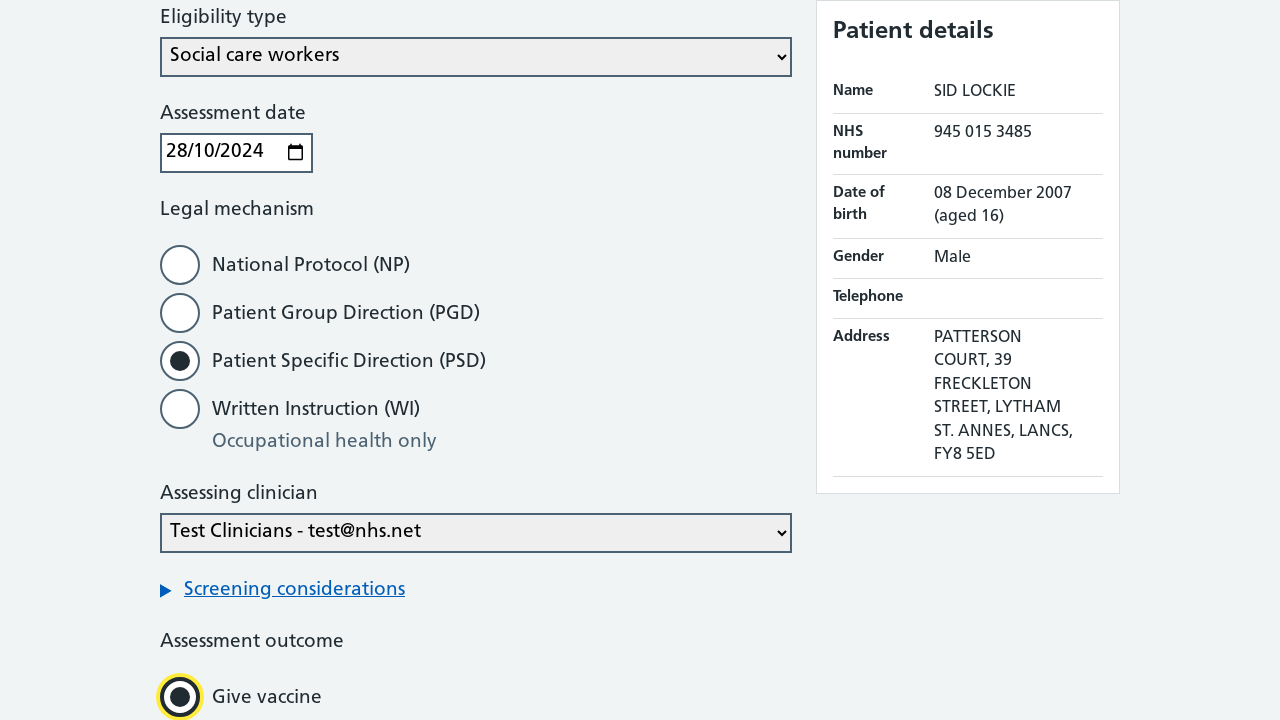 Eligibility type
Social care workers
Assessment date
28/10/2024
Legal mechanism
National Protocol (NP)
Patient Group Direction (PGD)
Patient Specific Direction (PSD)
Written Instruction (WI)
Occupational health only
Assessing clinician
Test Clinicians - test@nhs.net
Screening considerations
Assessment outcome
Give vaccine
Patient details
Name SID LOCKIE
NHS number 945 015 3485
Date of birth 08 December 2007 (aged 16)
Gender Male
Telephone
Address PATTERSON
COURT, 39
FRECKLETON
STREET, LYTHAM
ST. ANNES, LANCS,
FY8 5ED